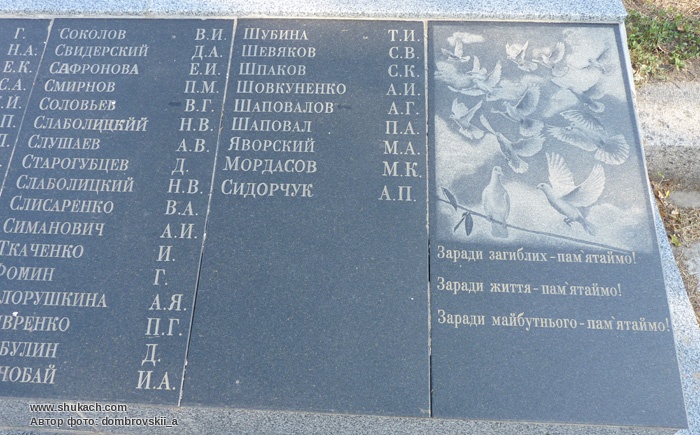 Г.
Н.А.
Е.К.
С.А.
Соколов В.И.
Свидерский Д.А.
Сафронова Е.И.
Смирнов П.М.
Соловьев В.Г.
Слаболицкйй Н.В.
Слушаев А.В.
Старогубцев Д.
Слаболицкий Н.В.
Слисаренко В.А.
Симанович А.И.
Ткаченко И.
Фомин Г.
А.Я.
П.Г.
Д.
И.А.
Шубина Т.И.
Шевяков С.В.
Шпаков С.К.
Шовкуненко А.И.
Шаповалов А.Г.
Шаповал П.А.
Яворский М.А.
Мордасов М.К.
Сидорчук А.П.
Заради загиблих - пам'ятаймо!
Заради життя - пам'ятаймо!
Заради майбутнього - пам'ятаймо!
www.shukach.com
Автор фото: dombrovskii_a